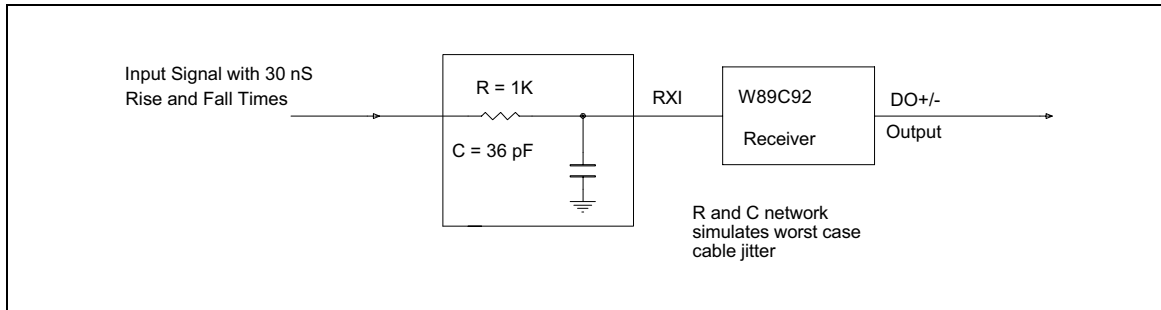 Input Signal with 30 nS
Rise and Fall Times
R = 1K
C = 36 pF
RXI
W89C92
Receiver
DO+/-
Output
R and C network
simulates worst case
cable jitter